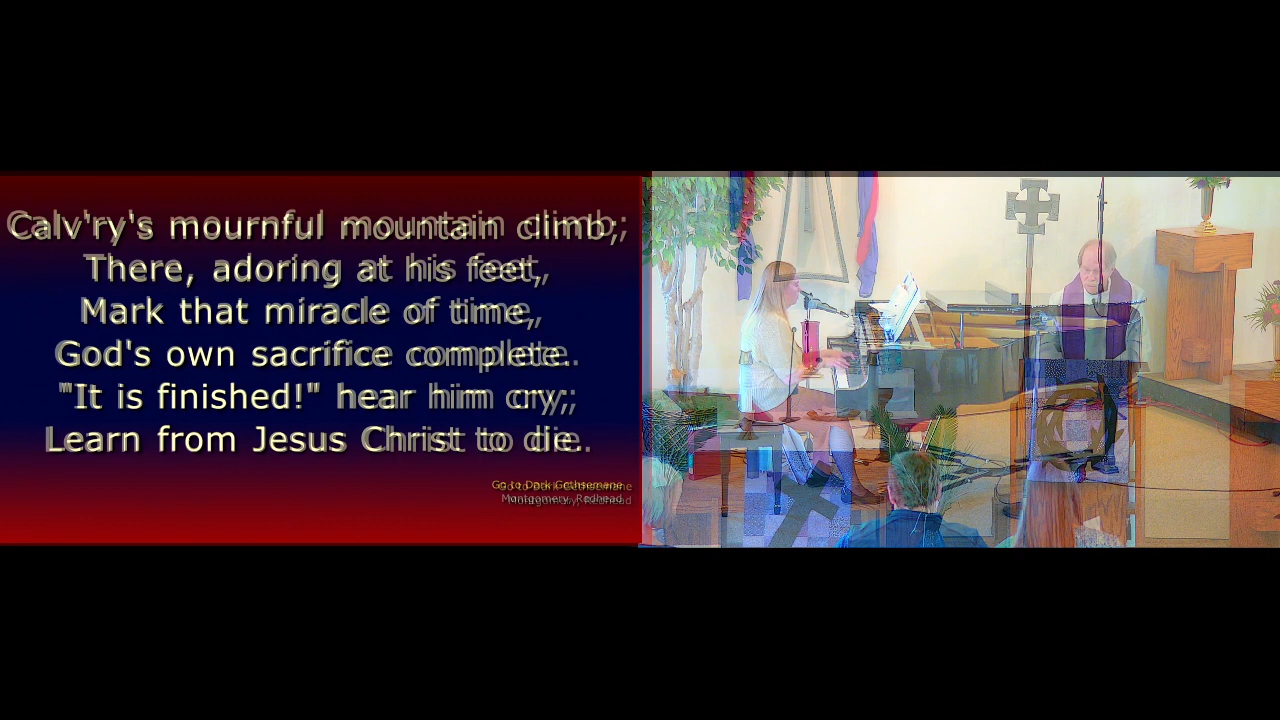 Calv'ry's mournful mountain climb;
There, adoring at his feet,
Mark that miracle of time,
God's own sacrifice complete.
"It is finished!" hear him cry;
Learn from Jesus Christ to die.
Go to Dark Gethsemane
Montgomery, Redhead